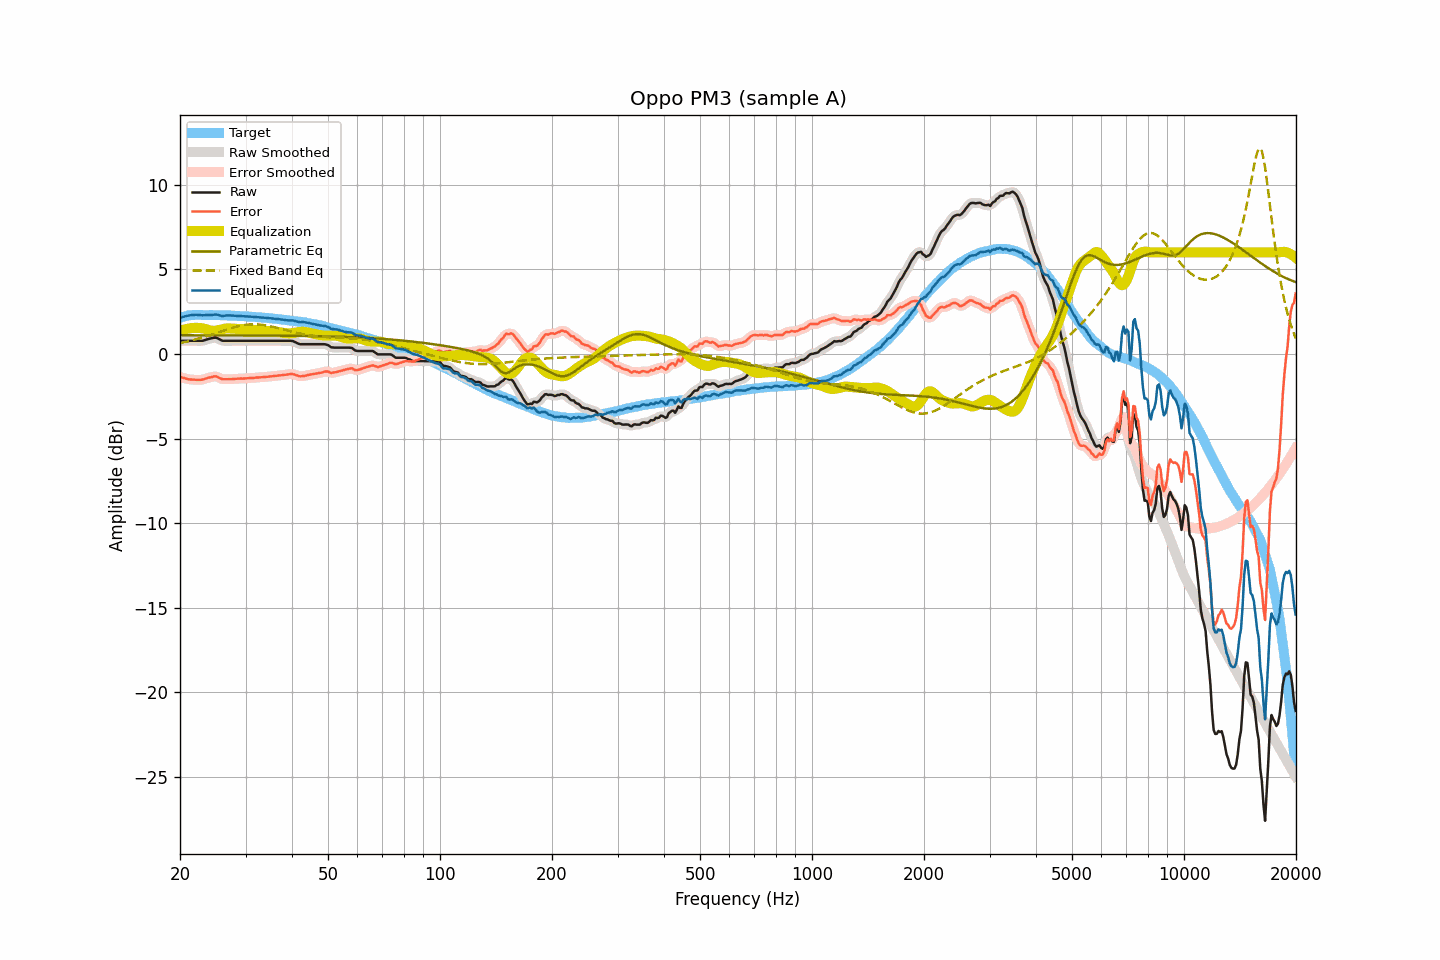 Oppo PM3 (sample A)
Target
Raw Smoothed
Error Smoothed
Raw
Error
Equalization
Parametric Eq
Fixed Band Eq
Equalized
10
5
0
−5
−10
−15
−20
−25
Amplitude (dBr)
20 50 100 200 500 1000 2000 5000 10000 20000
Frequency (Hz)